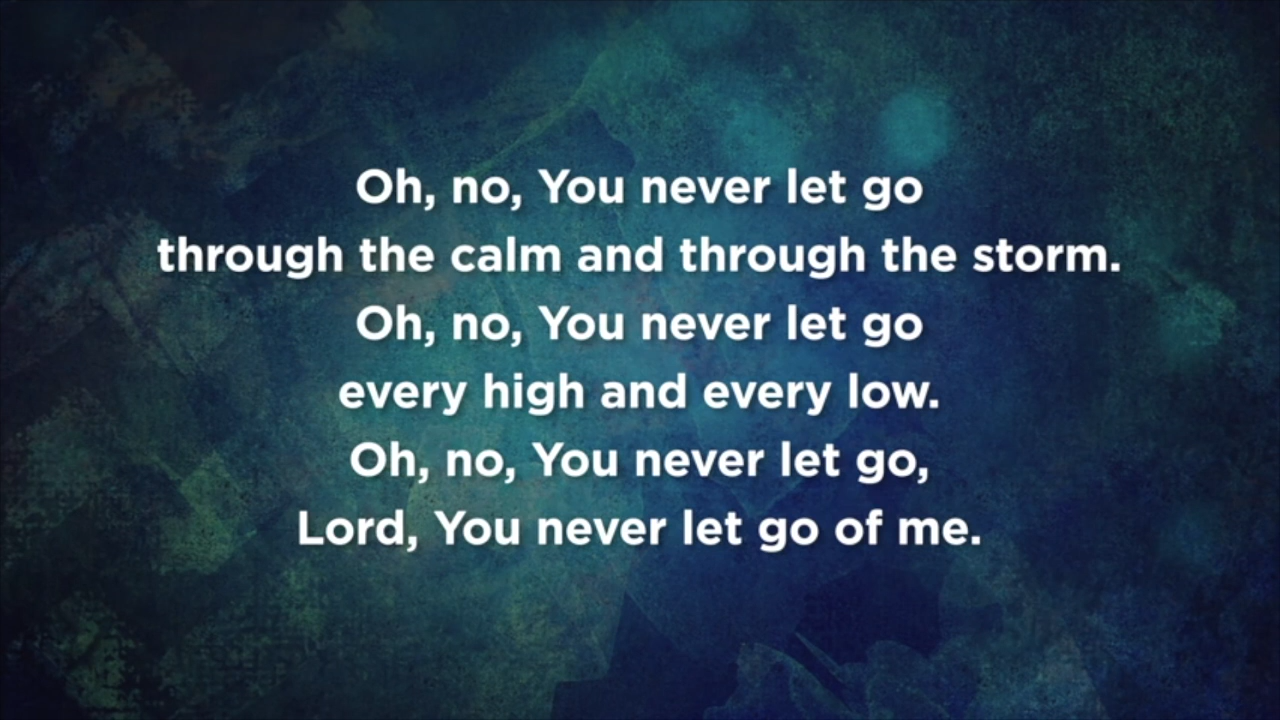 Oh, no, You never let go
through the calm and through the storm.
Oh, no, You never let go
every high and every low.
Oh, no, You never let go,
Lord, You never let go of me.